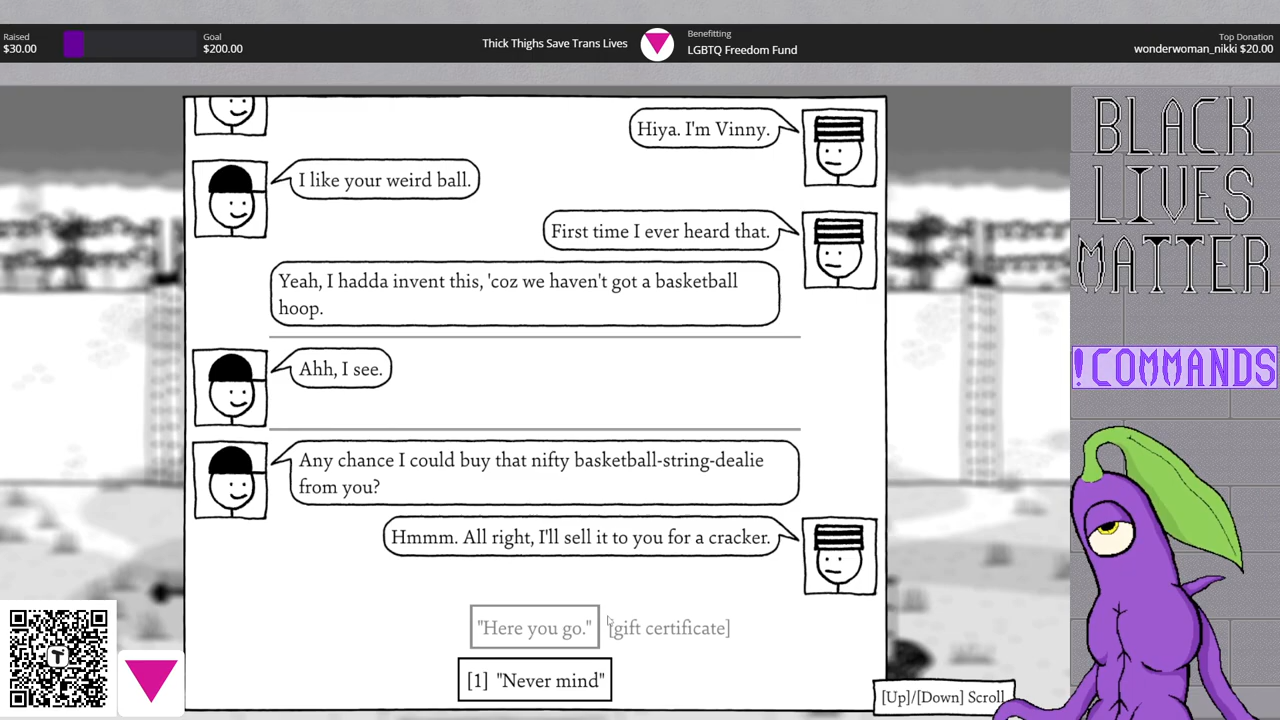 Raised
$30.00
Goal
$200.00
Thick Thighs Save Trans Lives
Benefitting
LGBTQ Freedom Fund
Top Donation
wonderwoman_nikki $20.00
Hiya. I'm Vinny.
I like your weird ball.
First time I ever heard that.
Yeah, I hadda invent this, 'coz we haven't got a basketball
hoop.
Ahh, I see.
Any chance I could buy that nifty basketball-string-dealie
from you?
Hmmm. All right, I'll sell it to you for a cracker.
"Here you go." [gift certificate]
[1] "Never mind"
[Up]/[Down] Scroll
BLACK
LIVES
MATTER
!COMMANDS
T